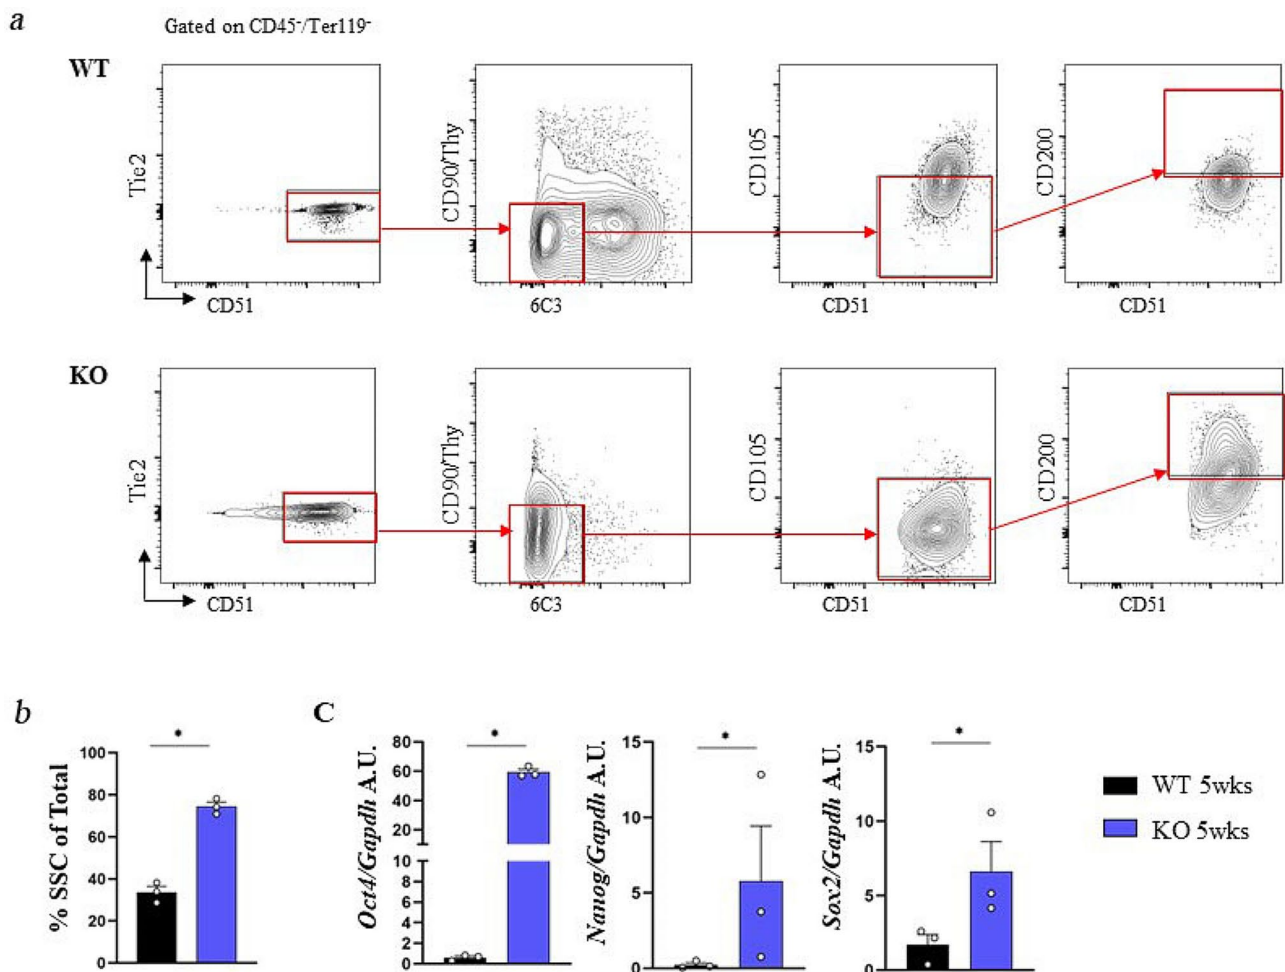 a
Gated on CD45⁻/Ter119⁻
WT
Tie2
CD51
CD90/Thy
6C3
CD105
CD51
CD200
CD51
KO
Tie2
CD51
CD90/Thy
6C3
CD105
CD51
CD200
CD51
b
% SSC of Total
100
80
60
40
20
0
*
C
Oct4/Gapdh A.U.
80
60
40
20
10
8
6
4
2
0
*
Nanog/Gapdh A.U.
15
10
5
0
*
Sox2/Gapdh A.U.
15
10
5
0
*
WT 5wks
KO 5wks